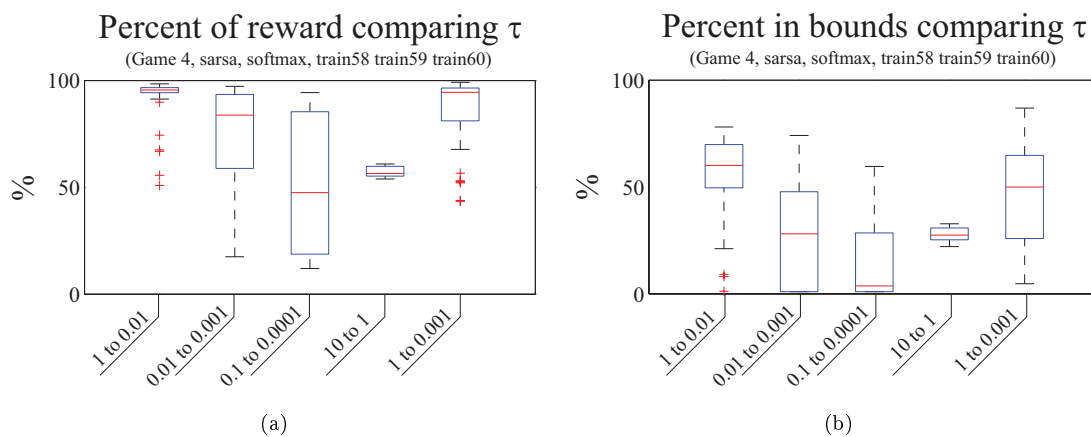 Percent of reward comparing τ
(Game 4, sarsa, softmax, train58 train59 train60)
100
50
0
%
1 to 0.01
0.01 to 0.001
0.1 to 0.0001
10 to 1
1 to 0.001
(a)
Percent in bounds comparing τ
(Game 4, sarsa, softmax, train58 train59 train60)
100
50
0
%
1 to 0.01
0.01 to 0.001
0.1 to 0.0001
10 to 1
1 to 0.001
(b)